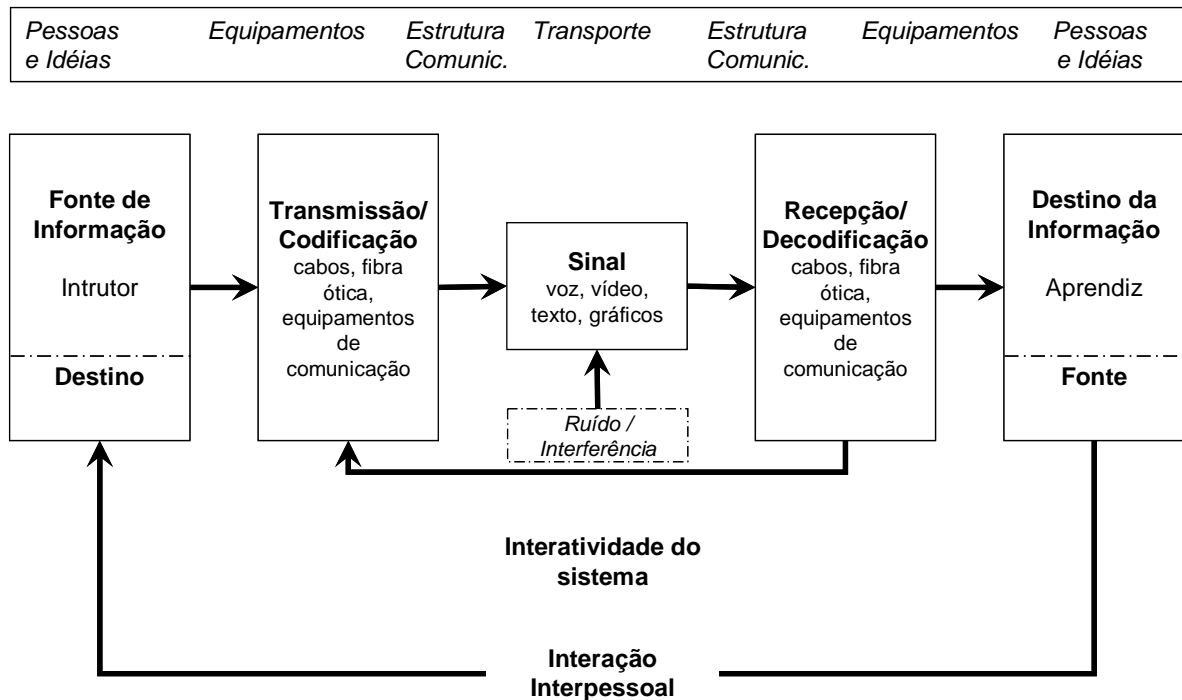 Pessoas
e Idéias
Equipamentos
Estrutura
Comunic.
Transporte
Estrutura
Comunic.
Equipamentos
Pessoas
e Idéias
Fonte de
Informação
Intrutor
Destino
Transmissão/
Codificação
cabos, fibra
ótica,
equipamentos
de
comunicação
Sinal
voz, vídeo,
texto, gráficos
Ruído /
Interferência
Recepção/
Decodificação
cabos, fibra
ótica,
equipamentos
de
comunicação
Destino da
Informação
Aprendiz
Fonte
Interatividade do
sistema
Interação
Interpessoal